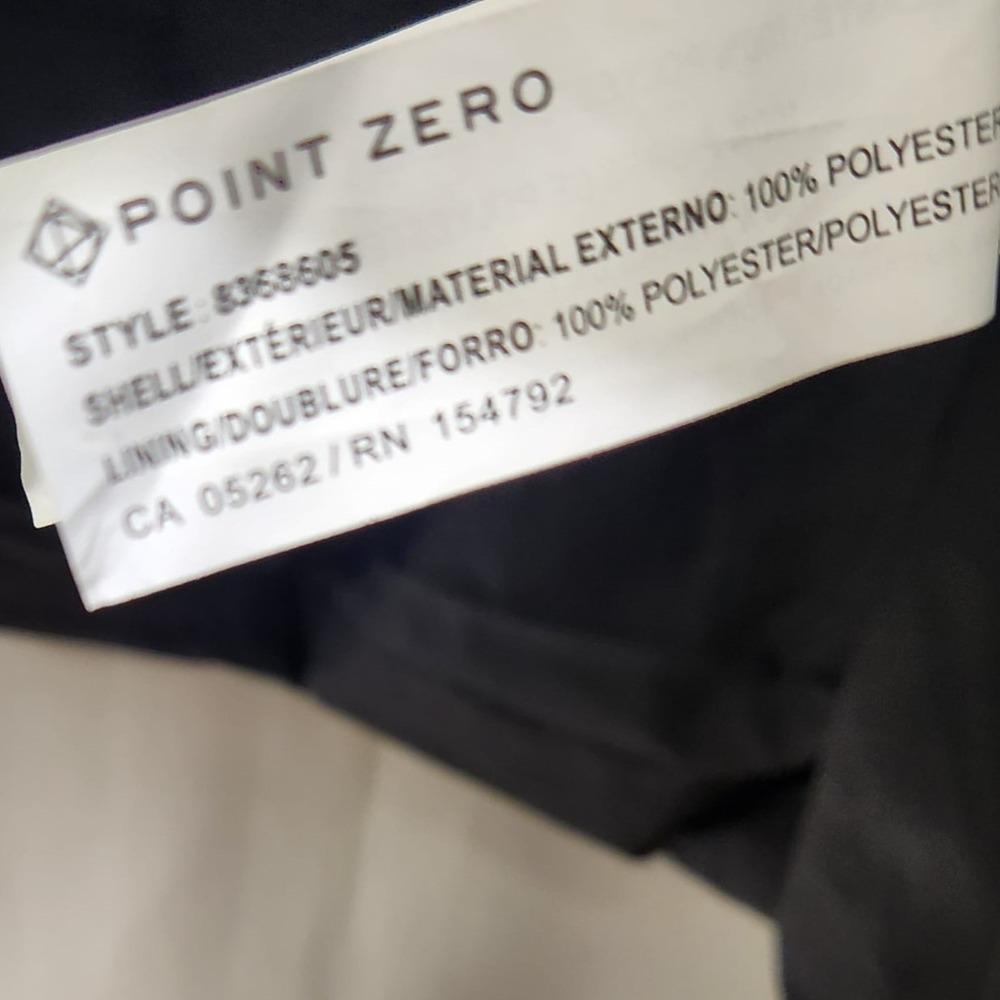 POINT ZERO
STYLE: 8368605
SHELL/EXTÉRIEUR/MATERIAL EXTERNO: 100% POLYESTER
LINING/DOUBLURE/FORRO: 100% POLYESTER/POLYESTER
CA 05262 / RN 154792